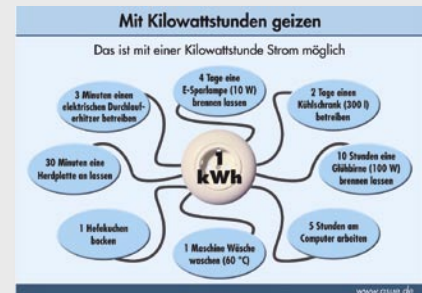 Mit Kilowattstunden geizen
Das ist mit einer Kilowattstunde Strom möglich
4 Tage eine
E-Sparlampe (10 W)
brennen lassen
3 Minuten einen
elektrischen Durchlauf-
erhitzer betreiben
2 Tage einen
Kühlschrank (300 l)
betreiben
1
kWh
30 Minuten eine
Herdplatte an lassen
10 Stunden eine
Glühbirne (100 W)
brennen lassen
1 Hefekuchen
backen
1 Maschine Wäsche
waschen (60 °C)
5 Stunden am
Computer arbeiten
www.asue.de